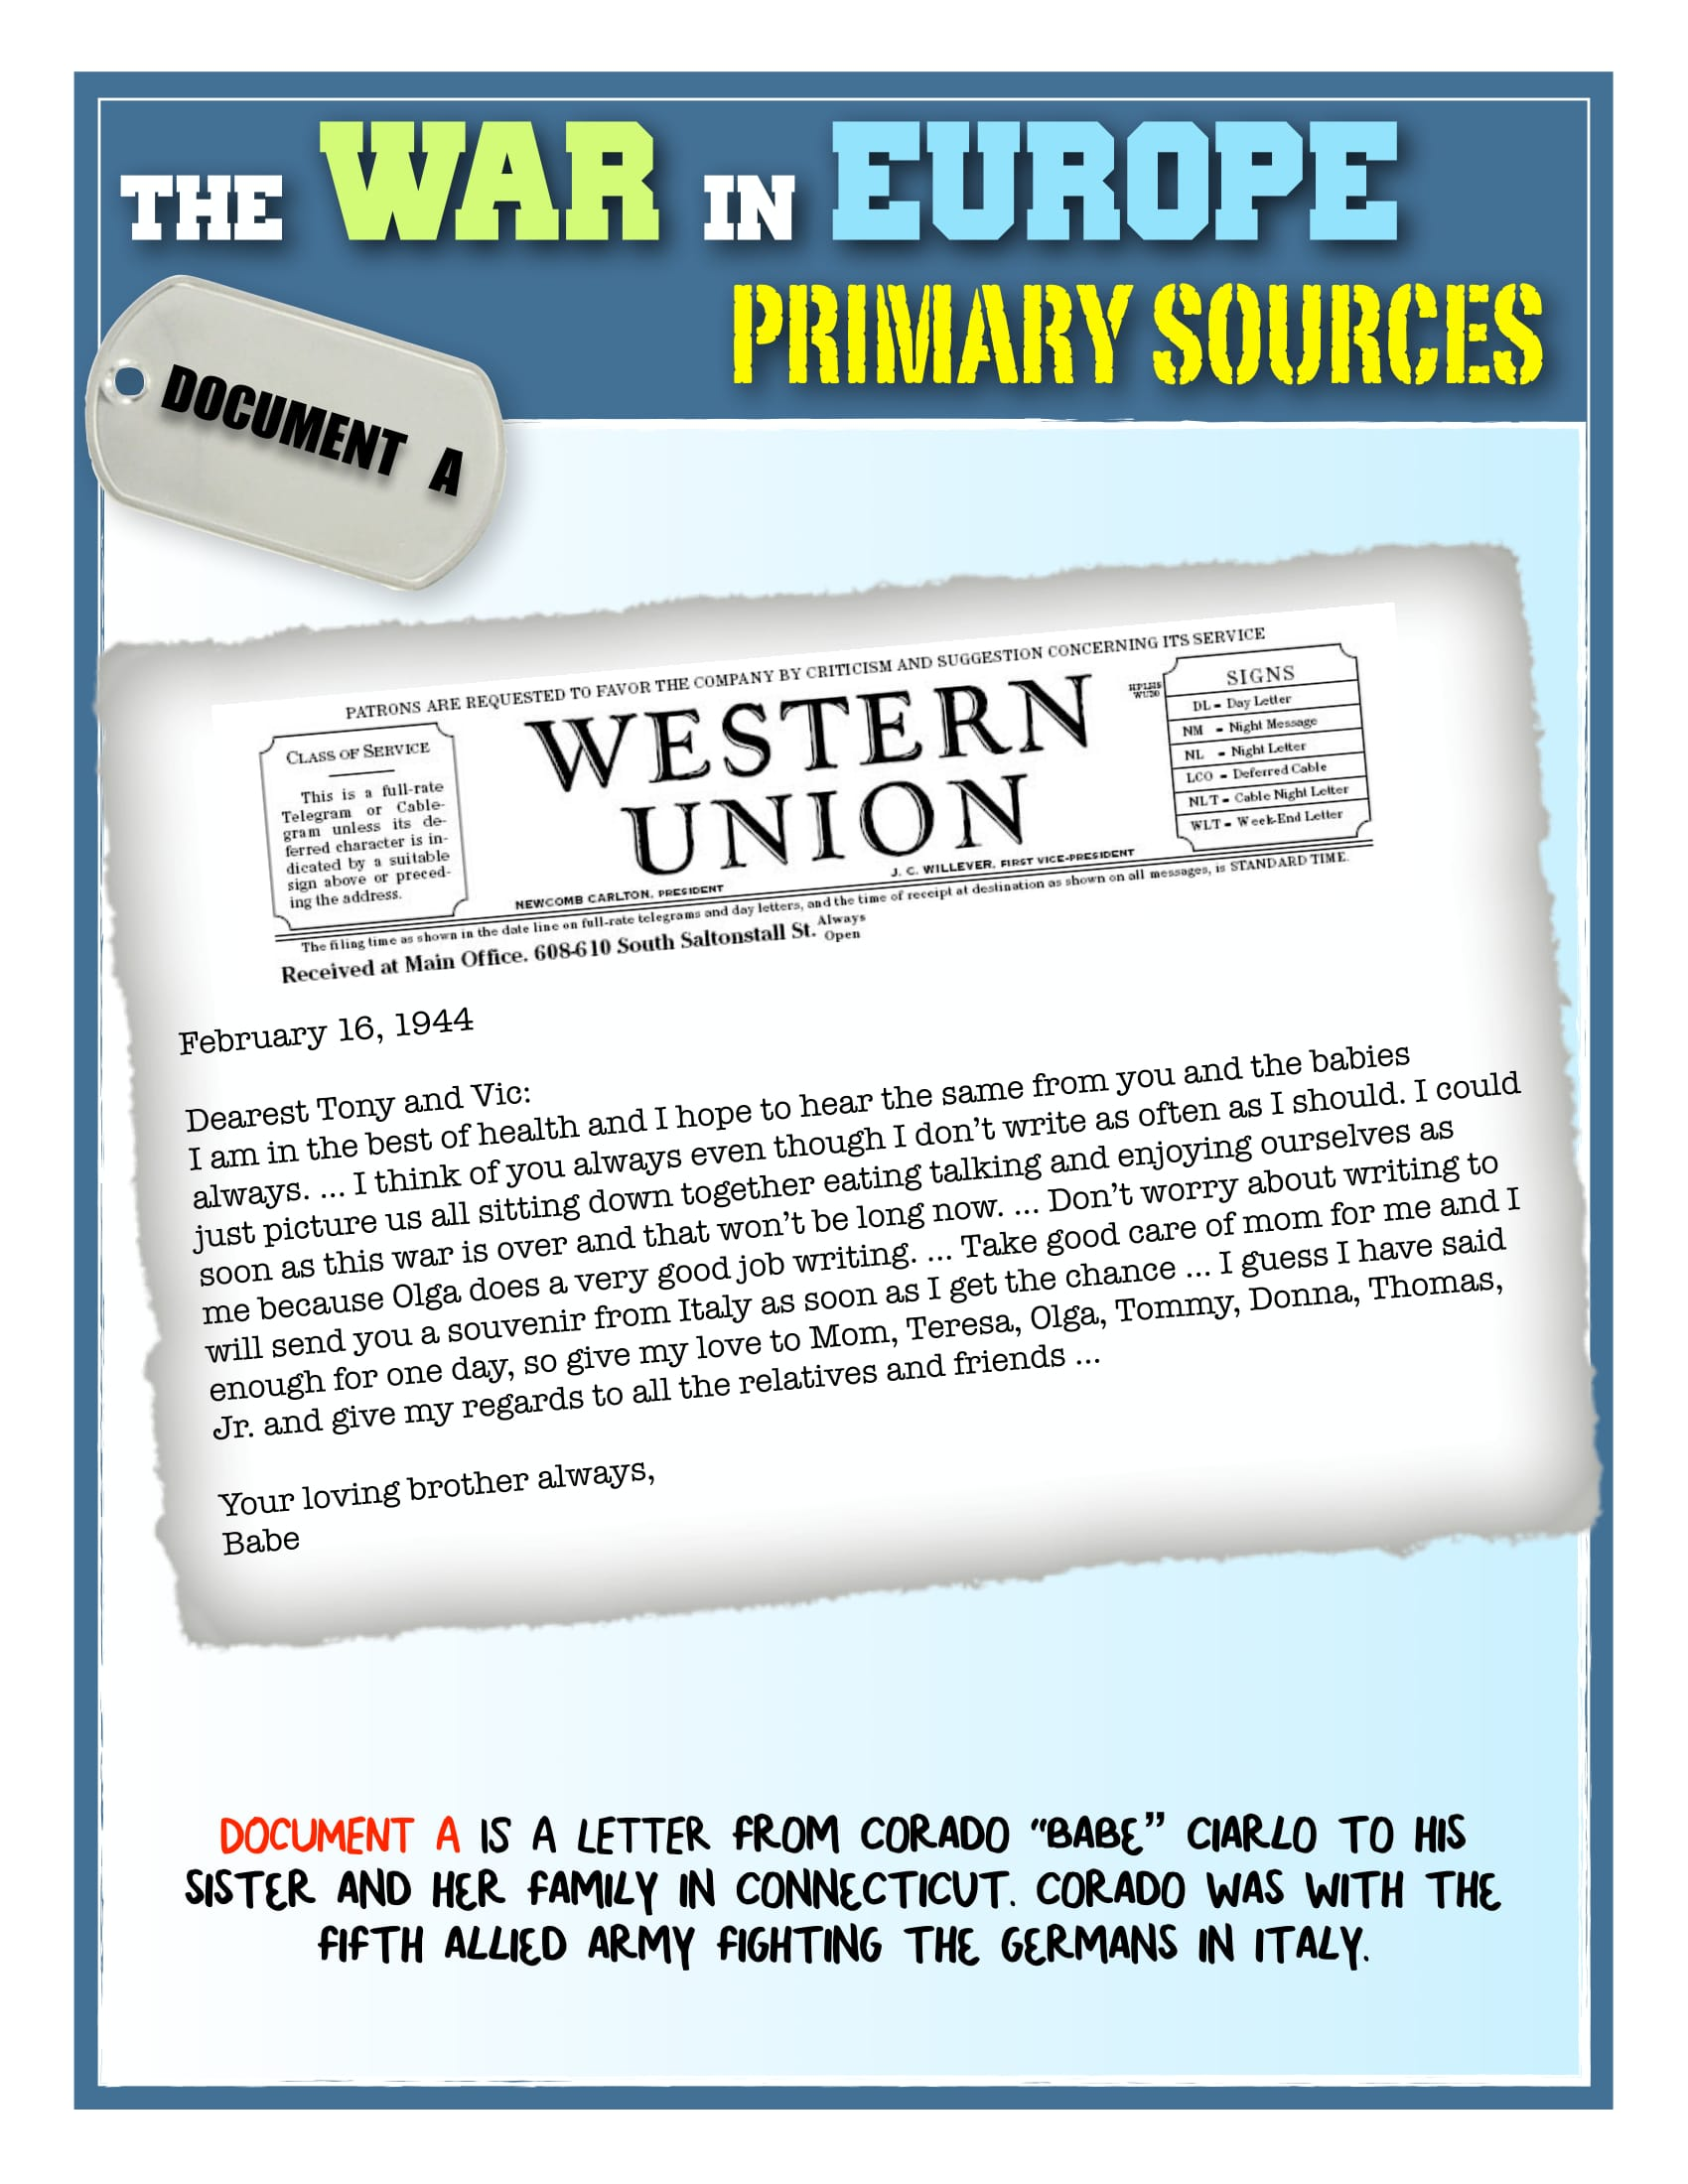 THE WAR IN EUROPE
PRIMARY SOURCES
DOCUMENT A
PATRONS ARE REQUESTED TO FAVOR THE COMPANY BY CRITICISM AND SUGGESTION CONCERNING ITS SERVICE
CLASS OF SERVICE
This is a full-rate
Telegram or Cable-
gram unless its de-
ferred character is in-
dicated by a suitable
sign above or preced-
ing the address.
WESTERN
UNION
NEWCOMB CARLTON, PRESIDENT
J. C. WILLEVER, FIRST VICE-PRESIDENT
SIGNS
DL - Day Letter
NM - Night Message
NL - Night Letter
LCO - Deferred Cable
NLT - Cable Night Letter
WLT - Week-End Letter
The filing time as shown in the date line on full-rate telegrams and day letters, and the time of receipt at destination as shown on all messages, is STANDARD TIME.
Received at Main Office. 608-610 South Saltonstall St. Always Open
February 16, 1944
Dearest Tony and Vic:
I am in the best of health and I hope to hear the same from you and the babies
always. ... I think of you always even though I don't write as often as I should. I could
just picture us all sitting down together eating talking and enjoying ourselves as
soon as this war is over and that won't be long now. ... Don't worry about writing to
me because Olga does a very good job writing. ... Take good care of mom for me and I
will send you a souvenir from Italy as soon as I get the chance ... I guess I have said
enough for one day, so give my love to Mom, Teresa, Olga, Tommy, Donna, Thomas,
Jr. and give my regards to all the relatives and friends ...
Your loving brother always,
Babe
DOCUMENT A IS A LETTER FROM CORADO "BABE" CIARLO TO HIS
SISTER AND HER FAMILY IN CONNECTICUT. CORADO WAS WITH THE
FIFTH ALLIED ARMY FIGHTING THE GERMANS IN ITALY.